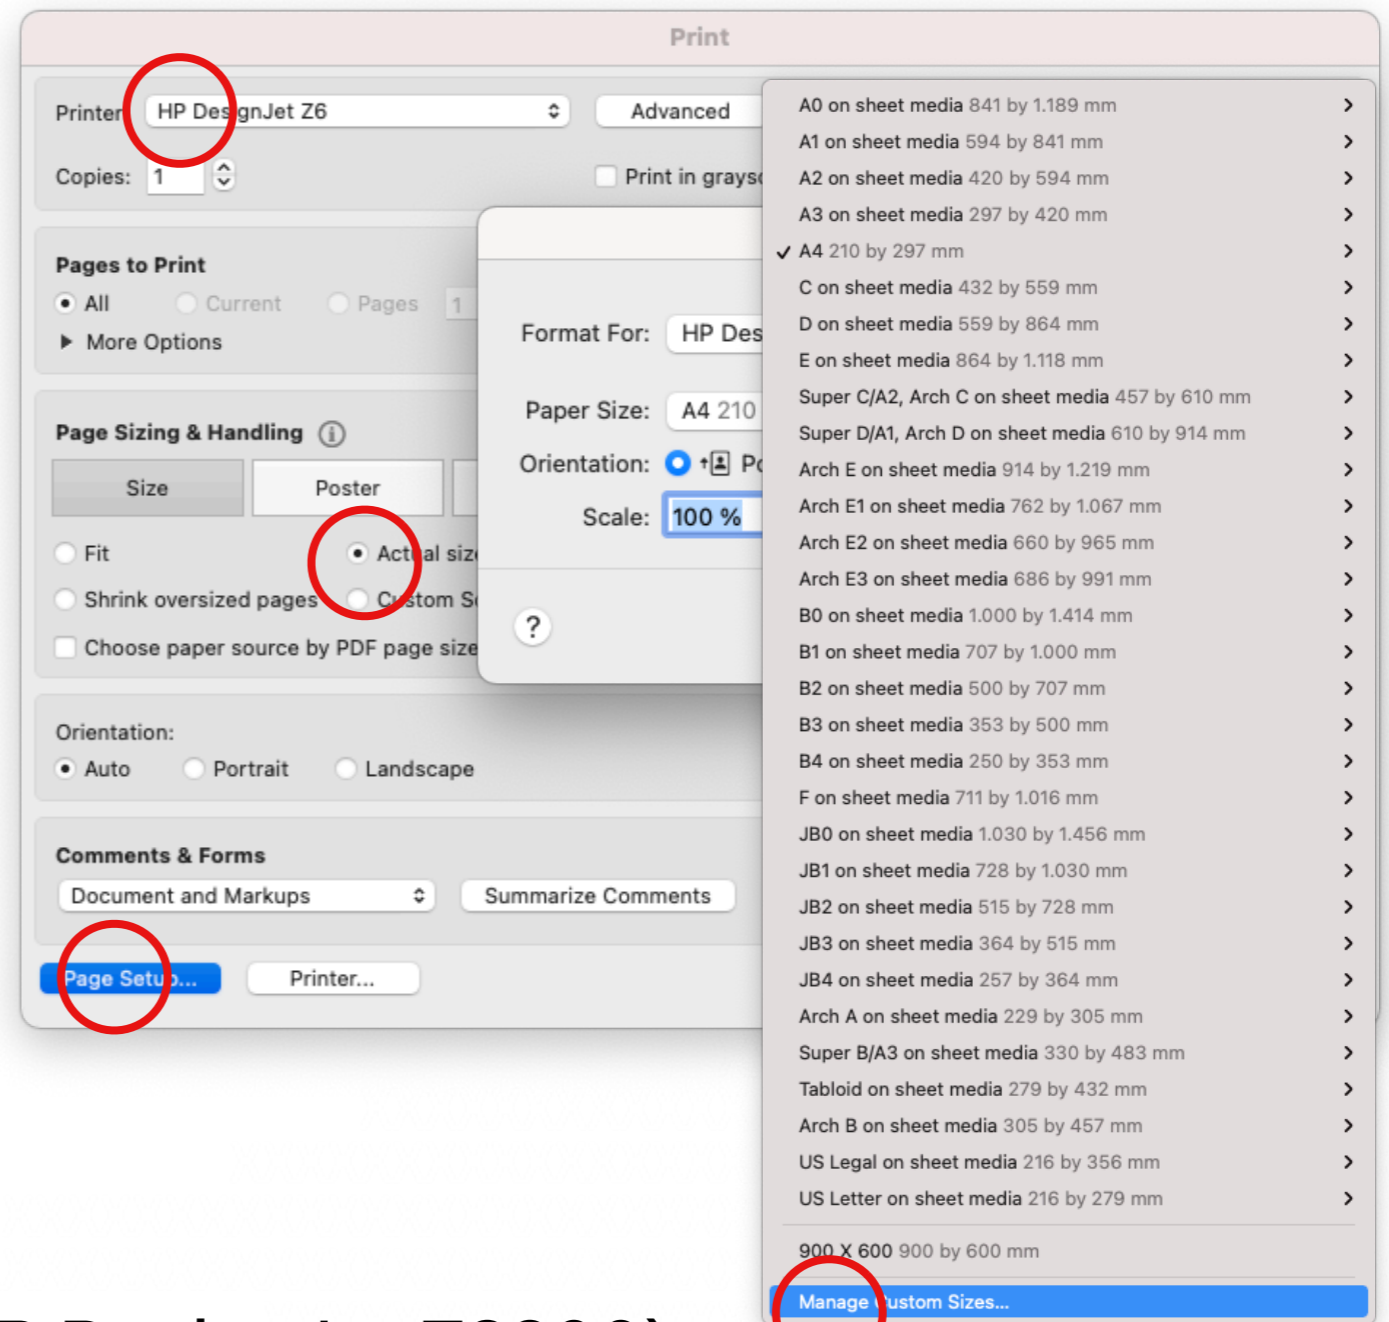 Print
Printer HP DesignJet Z6 Advanced
Copies: 1 Print in graysc
Pages to Print
All Current Pages 1
More Options
Page Sizing & Handling
Size Poster
Fit Actual size
Shrink oversized pages Custom Sc
Choose paper source by PDF page size
Orientation:
Auto Portrait Landscape
Comments & Forms
Document and Markups Summarize Comments
Page Setup... Printer...
Format For: HP Des
Paper Size: A4 210
Orientation: Po
Scale: 100 %
?
A0 on sheet media 841 by 1.189 mm
A1 on sheet media 594 by 841 mm
A2 on sheet media 420 by 594 mm
A3 on sheet media 297 by 420 mm
✓ A4 210 by 297 mm
C on sheet media 432 by 559 mm
D on sheet media 559 by 864 mm
E on sheet media 864 by 1.118 mm
Super C/A2, Arch C on sheet media 457 by 610 mm
Super D/A1, Arch D on sheet media 610 by 914 mm
Arch E on sheet media 914 by 1.219 mm
Arch E1 on sheet media 762 by 1.067 mm
Arch E2 on sheet media 660 by 965 mm
Arch E3 on sheet media 686 by 991 mm
B0 on sheet media 1.000 by 1.414 mm
B1 on sheet media 707 by 1.000 mm
B2 on sheet media 500 by 707 mm
B3 on sheet media 353 by 500 mm
B4 on sheet media 250 by 353 mm
F on sheet media 711 by 1.016 mm
JB0 on sheet media 1.030 by 1.456 mm
JB1 on sheet media 728 by 1.030 mm
JB2 on sheet media 515 by 728 mm
JB3 on sheet media 364 by 515 mm
JB4 on sheet media 257 by 364 mm
Arch A on sheet media 229 by 305 mm
Super B/A3 on sheet media 330 by 483 mm
Tabloid on sheet media 279 by 432 mm
Arch B on sheet media 305 by 457 mm
US Legal on sheet media 216 by 356 mm
US Letter on sheet media 216 by 279 mm
900 X 600 900 by 600 mm
Manage Custom Sizes...